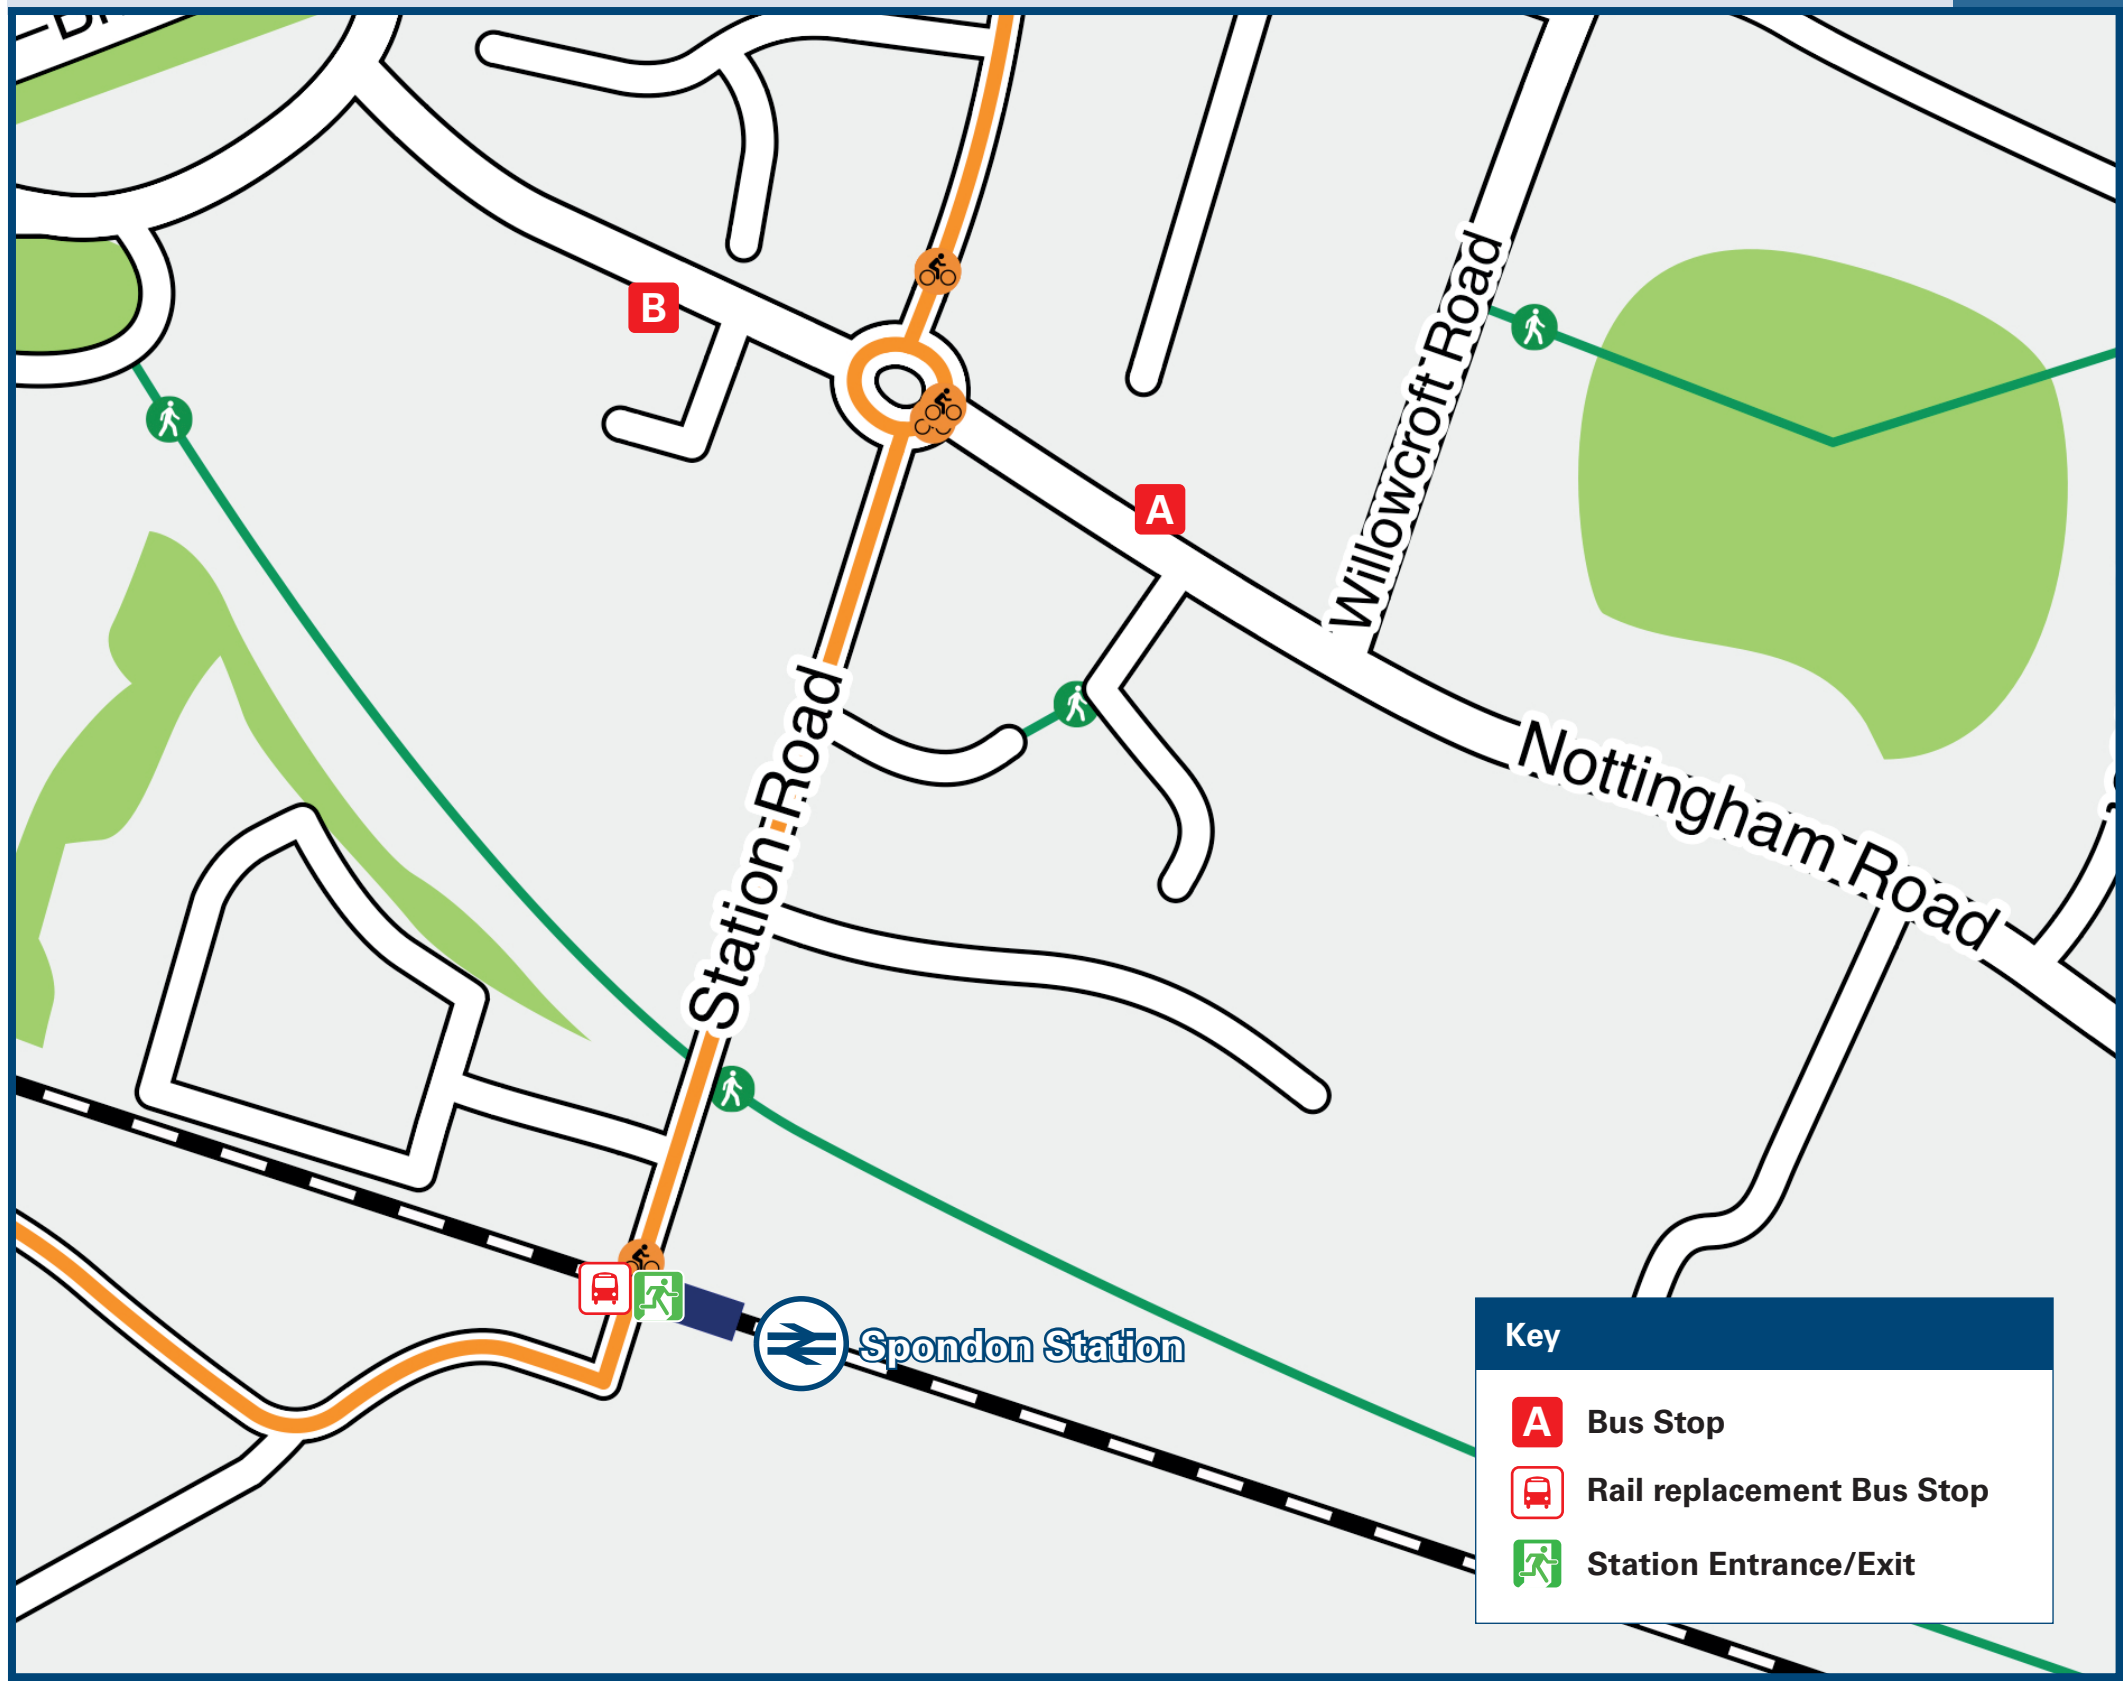 B
A
Willowcroft Road
Nottingham Road
Station Road
Spondon Station
Key
A Bus Stop
Rail replacement Bus Stop
Station Entrance/Exit